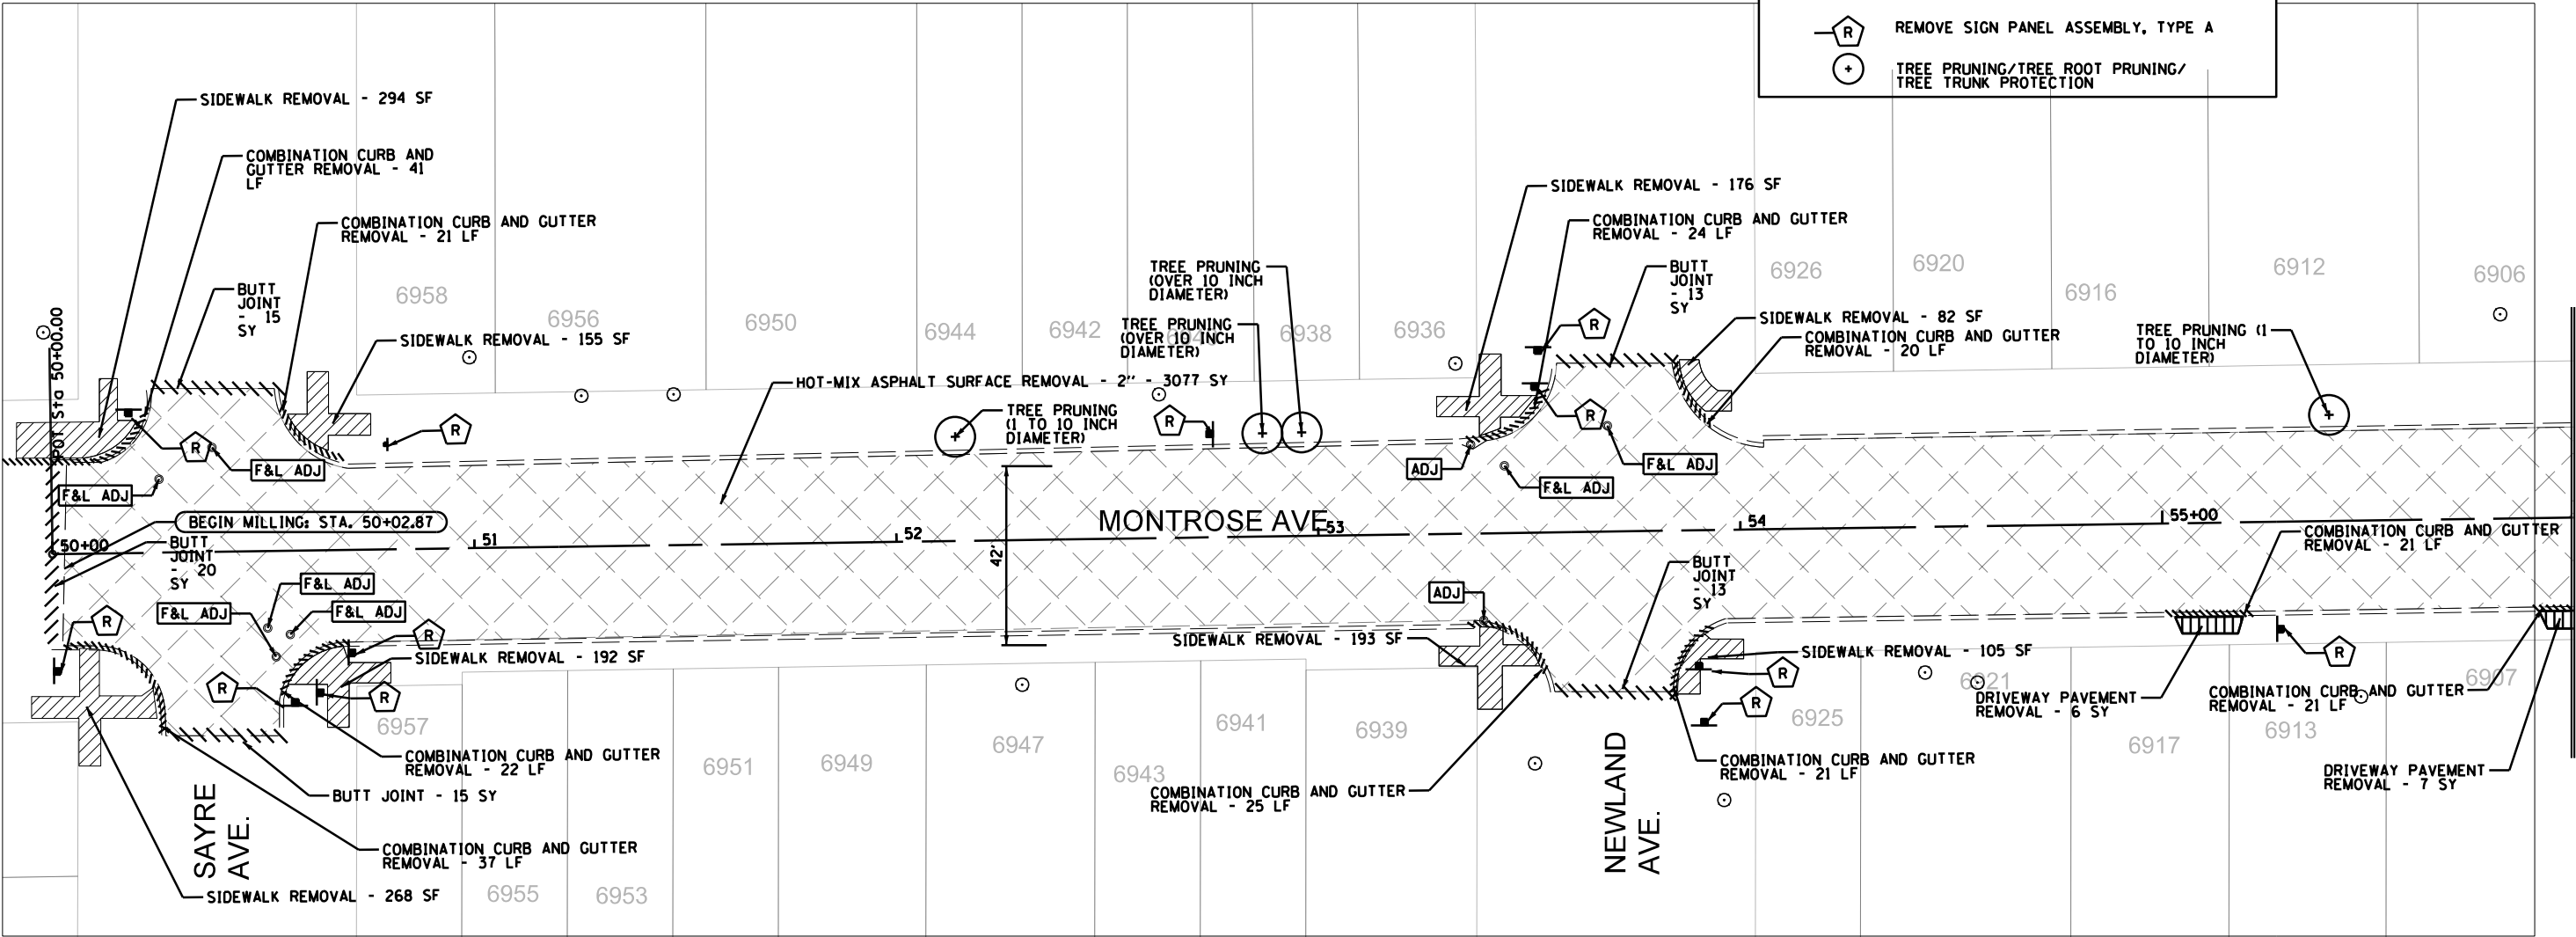 R
REMOVE SIGN PANEL ASSEMBLY, TYPE A
TREE PRUNING/TREE ROOT PRUNING/
TREE TRUNK PROTECTION
SIDEWALK REMOVAL - 294 SF
COMBINATION CURB AND
GUTTER REMOVAL - 41
LF
COMBINATION CURB AND GUTTER
REMOVAL - 21 LF
BUTT
JOINT
- 15
SY
POT Sta 50+00.00
SIDEWALK REMOVAL - 155 SF
6958
6956
6950
6944
6942
6938
6936
TREE PRUNING
(OVER 10 INCH
DIAMETER)
TREE PRUNING
(OVER 10 INCH
DIAMETER)
SIDEWALK REMOVAL - 176 SF
COMBINATION CURB AND GUTTER
REMOVAL - 24 LF
BUTT
JOINT
- 13
SY
6926
6920
6916
6912
6906
SIDEWALK REMOVAL - 82 SF
COMBINATION CURB AND GUTTER
REMOVAL - 20 LF
TREE PRUNING (1
TO 10 INCH
DIAMETER)
HOT-MIX ASPHALT SURFACE REMOVAL - 2" - 3077 SY
TREE PRUNING
(1 TO 10 INCH
DIAMETER)
R
R
R
R
R
F&L ADJ
F&L ADJ
ADJ
F&L ADJ
F&L ADJ
BEGIN MILLING: STA. 50+02.87
50+00
51
52
MONTROSE AVE
53
54
55+00
42'
BUTT
JOINT
- 20
SY
F&L ADJ
F&L ADJ
F&L ADJ
ADJ
BUTT
JOINT
- 13
SY
COMBINATION CURB AND GUTTER
REMOVAL - 21 LF
R
R
R
R
R
R
R
SIDEWALK REMOVAL - 192 SF
SIDEWALK REMOVAL - 193 SF
SIDEWALK REMOVAL - 105 SF
DRIVEWAY PAVEMENT
REMOVAL - 6 SY
COMBINATION CURB AND GUTTER
REMOVAL - 21 LF
6957
6951
6949
6947
6943
6941
6939
6925
6921
6917
6913
6907
COMBINATION CURB AND GUTTER
REMOVAL - 22 LF
BUTT JOINT - 15 SY
COMBINATION CURB AND GUTTER
REMOVAL - 25 LF
COMBINATION CURB AND GUTTER
REMOVAL - 21 LF
DRIVEWAY PAVEMENT
REMOVAL - 7 SY
SAYRE
AVE.
NEWLAND
AVE.
COMBINATION CURB AND GUTTER
REMOVAL - 37 LF
SIDEWALK REMOVAL - 268 SF
6955
6953